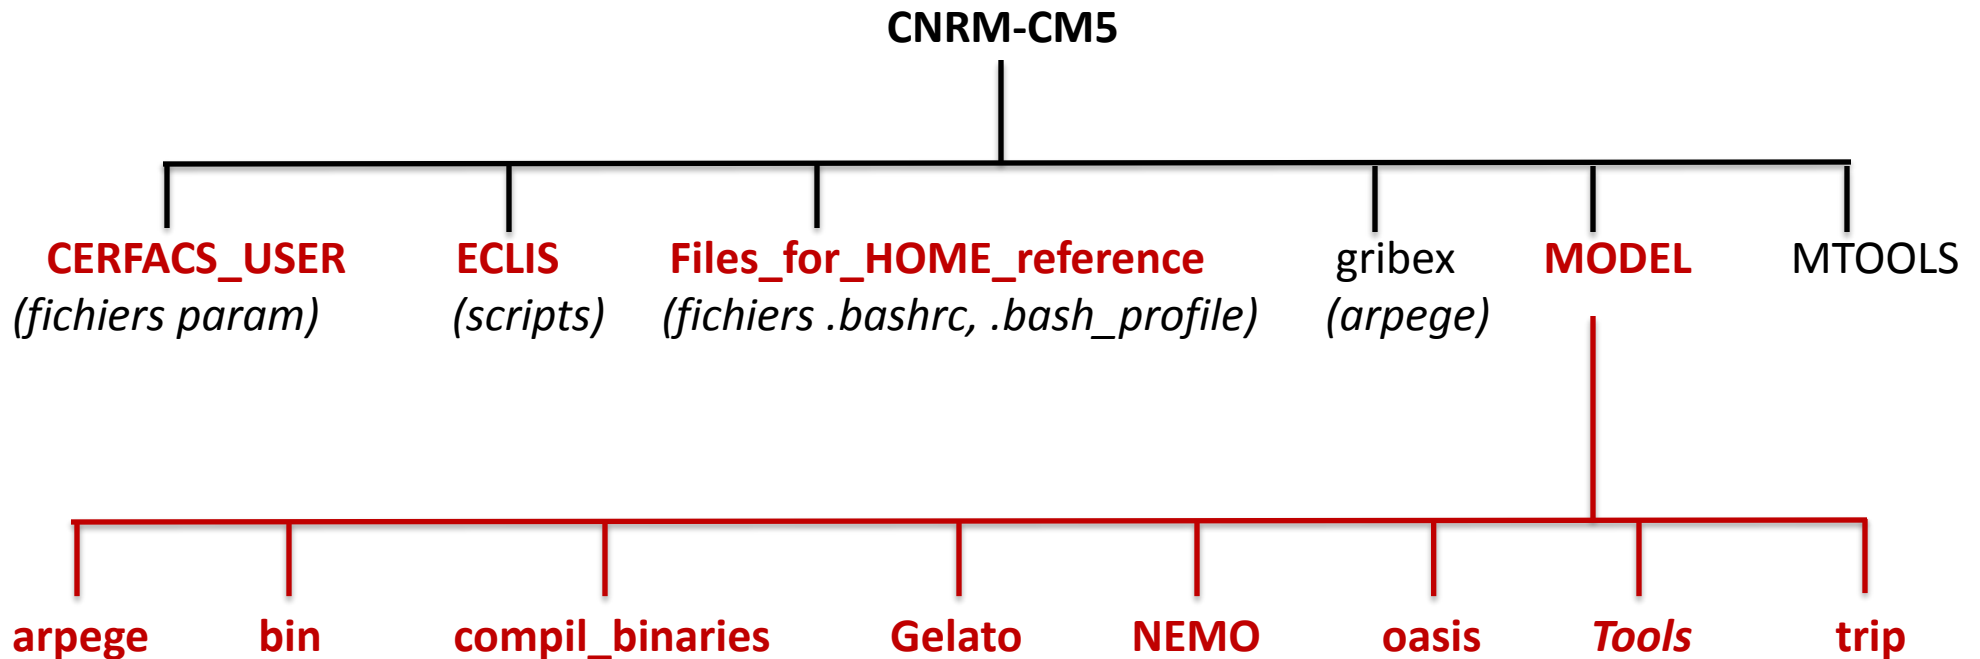 CNRM-CM5
CERFACS_USER ECLIS Files_for_HOME_reference gribex MODEL MTOOLS
(fichiers param) (scripts) (fichiers .bashrc, .bash_profile) (arpege)
arpege bin compil_binaries Gelato NEMO oasis Tools trip